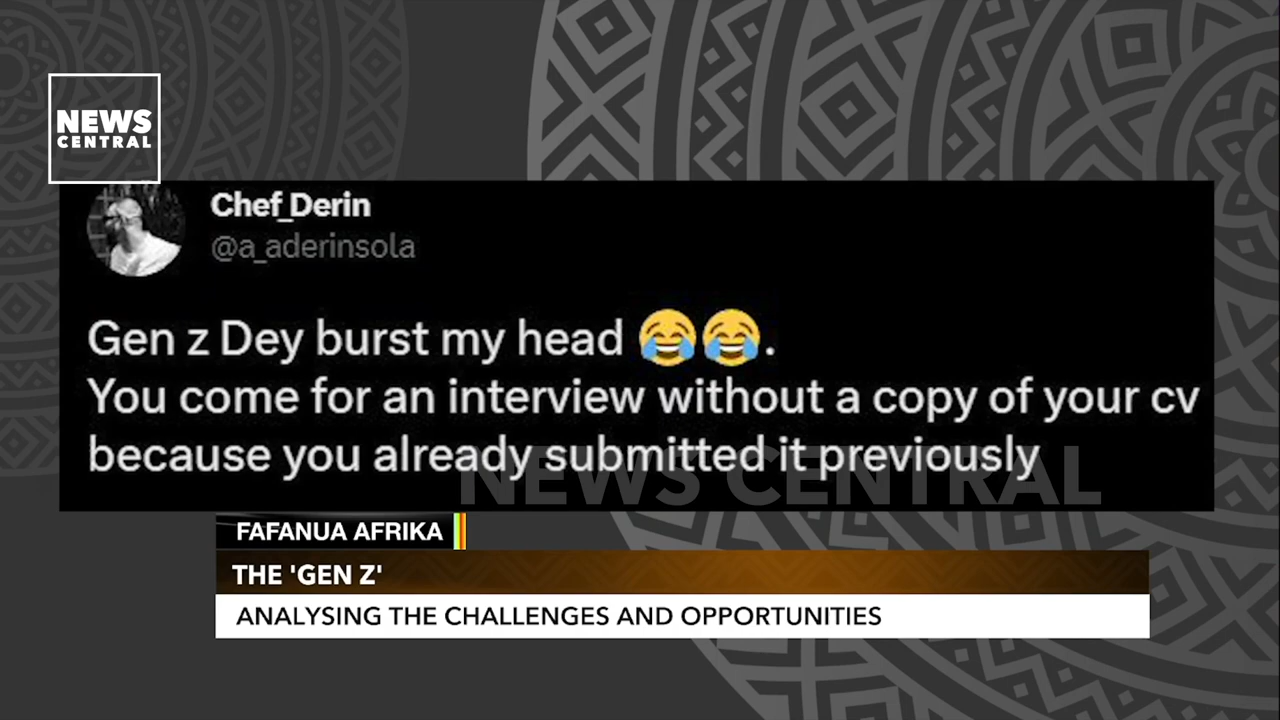 NEWS
CENTRAL
Chef_Derin
@a_aderinsola
Gen z Dey burst my head 😂😂.
You come for an interview without a copy of your cv
because you already submitted it previously
NEWS CENTRAL
FAFANUA AFRIKA
THE 'GEN Z'
ANALYSING THE CHALLENGES AND OPPORTUNITIES